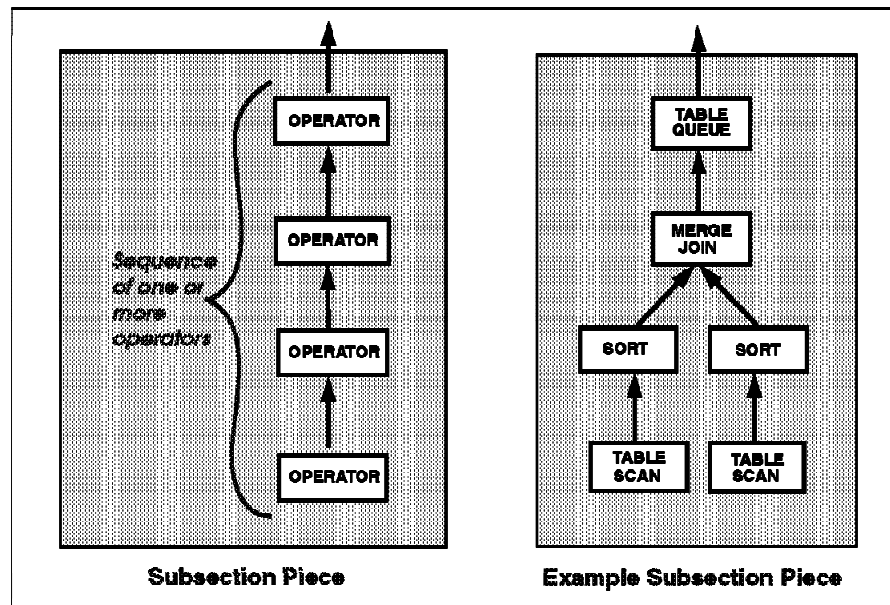 OPERATOR
OPERATOR
Sequence
of one or
more
operators
OPERATOR
OPERATOR
Subsection Piece
TABLE
QUEUE
MERGE
JOIN
SORT
SORT
TABLE
SCAN
TABLE
SCAN
Example Subsection Piece